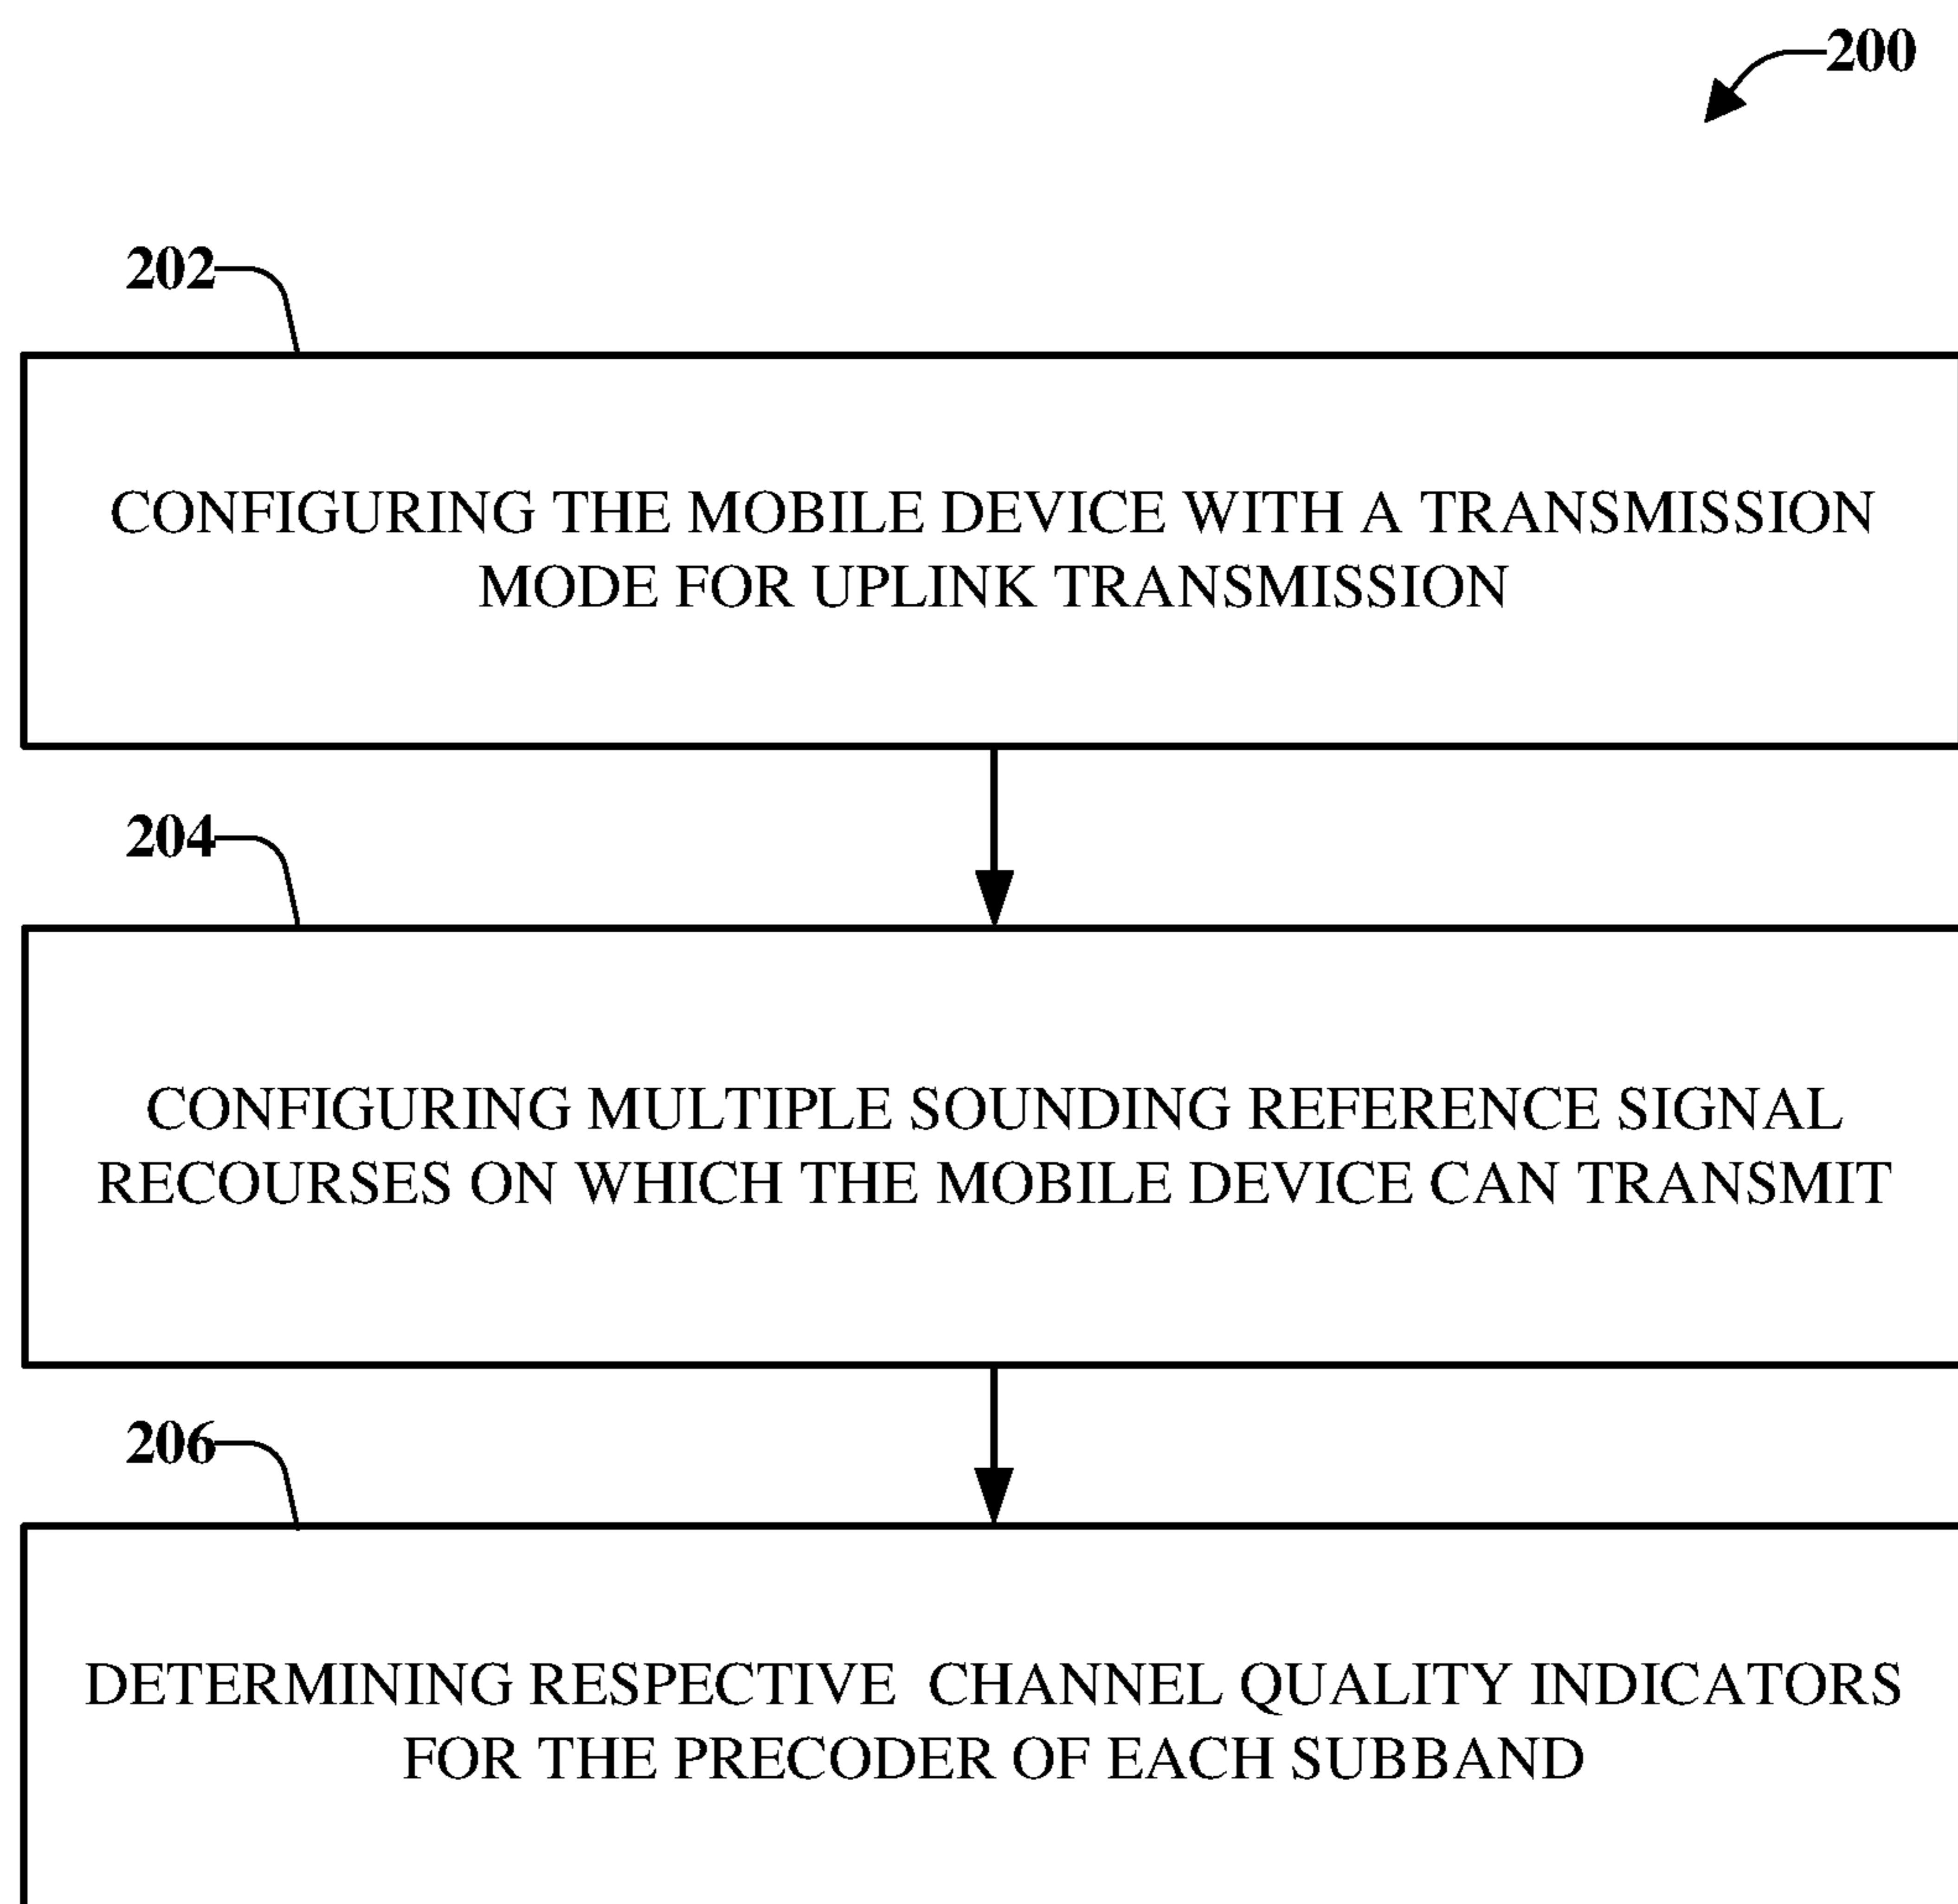 200
202
CONFIGURING THE MOBILE DEVICE WITH A TRANSMISSION
MODE FOR UPLINK TRANSMISSION
204
CONFIGURING MULTIPLE SOUNDING REFERENCE SIGNAL
RECOURSES ON WHICH THE MOBILE DEVICE CAN TRANSMIT
206
DETERMINING RESPECTIVE CHANNEL QUALITY INDICATORS
FOR THE PRECODER OF EACH SUBBAND